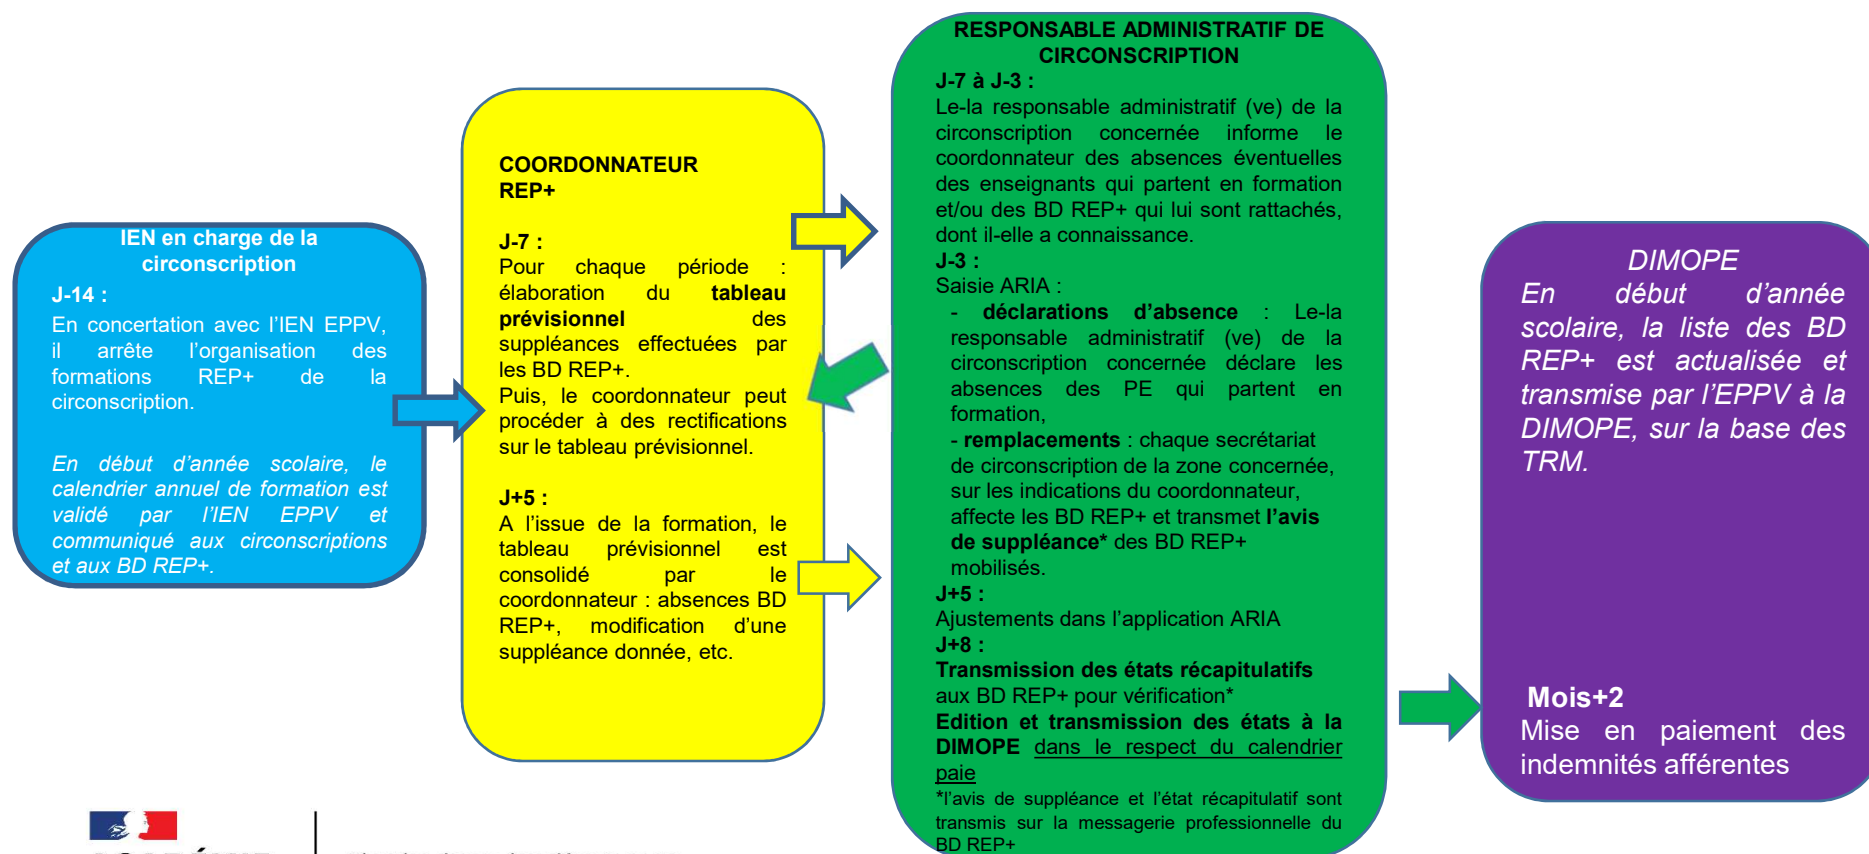 IEN en charge de la
circonscription
J-14 :
En concertation avec l’IEN EPPV,
il arrête l’organisation des
formations REP+ de la
circonscription.
En début d’année scolaire, le
calendrier annuel de formation est
validé par l’IEN EPPV et
communiqué aux circonscriptions
et aux BD REP+.
COORDONNATEUR
REP+
J-7 :
Pour chaque période :
élaboration du tableau
prévisionnel des
suppléances effectuées par
les BD REP+.
Puis, le coordonnateur peut
procéder à des rectifications
sur le tableau prévisionnel.
J+5 :
A l’issue de la formation, le
tableau prévisionnel est
consolidé par le
coordonnateur : absences BD
REP+, modification d’une
suppléance donnée, etc.
RESPONSABLE ADMINISTRATIF DE
CIRCONSCRIPTION
J-7 à J-3 :
Le-la responsable administratif (ve) de la
circonscription concernée informe le
coordonnateur des absences éventuelles
des enseignants qui partent en formation
et/ou des BD REP+ qui lui sont rattachés,
dont il-elle a connaissance.
J-3 :
Saisie ARIA :
- déclarations d’absence : Le-la
responsable administratif (ve) de la
circonscription concernée déclare les
absences des PE qui partent en
formation,
- remplacements : chaque secrétariat
de circonscription de la zone concernée,
sur les indications du coordonnateur,
affecte les BD REP+ et transmet l’avis
de suppléance* des BD REP+
mobilisés.
J+5 :
Ajustements dans l’application ARIA
J+8 :
Transmission des états récapitulatifs
aux BD REP+ pour vérification*
Edition et transmission des états à la
DIMOPE dans le respect du calendrier
paie
*l’avis de suppléance et l’état récapitulatif sont
transmis sur la messagerie professionnelle du
BD REP+
DIMOPE
En début d’année
scolaire, la liste des BD
REP+ est actualisée et
transmise par l’EPPV à la
DIMOPE, sur la base des
TRM.
Mois+2
Mise en paiement des
indemnités afférentes